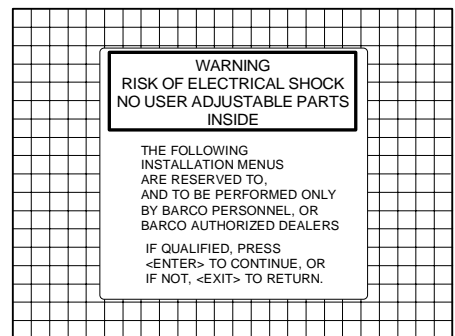 WARNING
RISK OF ELECTRICAL SHOCK
NO USER ADJUSTABLE PARTS
INSIDE
THE FOLLOWING
INSTALLATION MENUS
ARE RESERVED TO,
AND TO BE PERFORMED ONLY
BY BARCO PERSONNEL, OR
BARCO AUTHORIZED DEALERS
IF QUALIFIED, PRESS
<ENTER> TO CONTINUE, OR
IF NOT, <EXIT> TO RETURN.